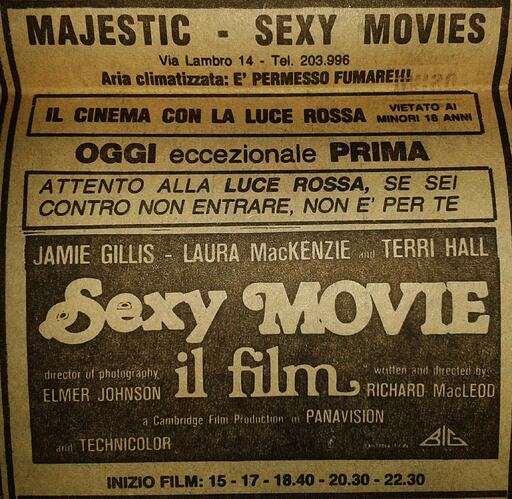 MAJESTIC - SEXY MOVIES
Via Lambro 14 - Tel. 203.996
Aria climatizzata: E' PERMESSO FUMARE!!!
IL CINEMA CON LA LUCE ROSSA VIETATO AI MINORI 18 ANNI
OGGI eccezionale PRIMA
ATTENTO ALLA LUCE ROSSA, SE SEI
CONTRO NON ENTRARE, NON E' PER TE
JAMIE GILLIS - LAURA MacKENZIE and TERRI HALL
Sexy MOVIE
il film
director of photography
ELMER JOHNSON
written and directed by
RICHARD MacLEOD
a Cambridge Film Production in PANAVISION
and TECHNICOLOR
BIG
INIZIO FILM: 15 - 17 - 18.40 - 20.30 - 22.30